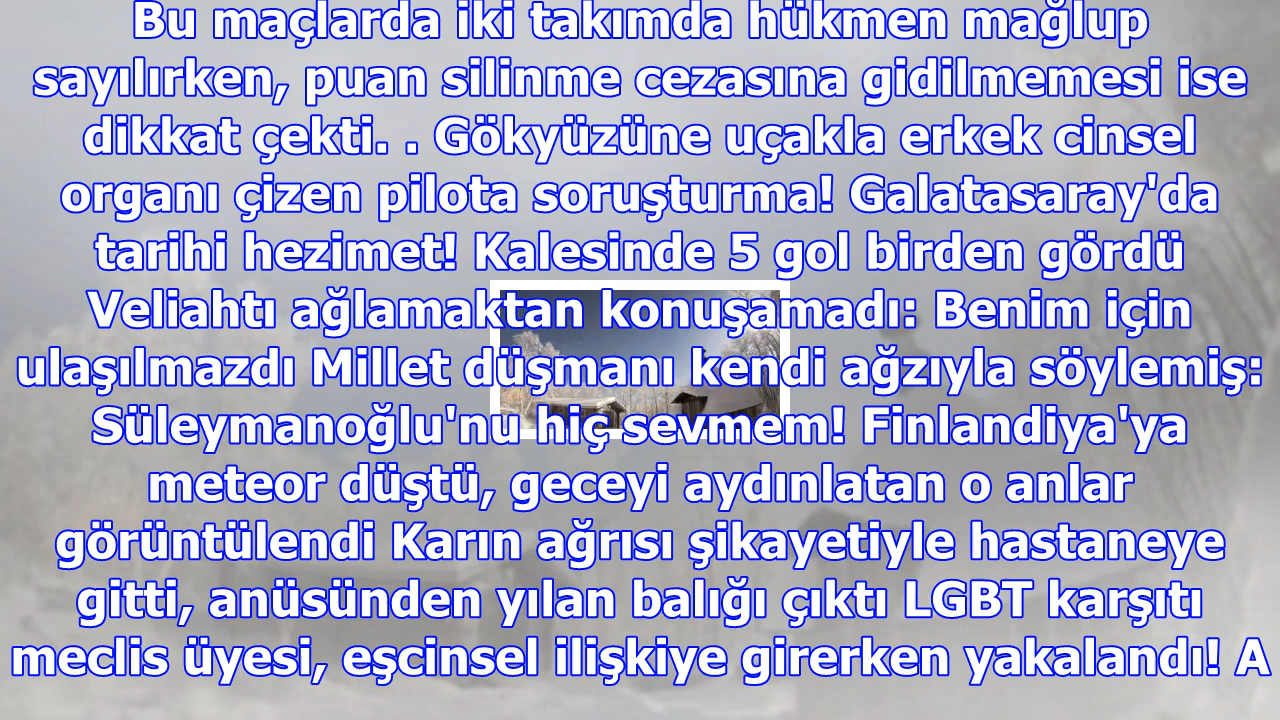 Bu maçlarda iki takımda hükmen mağlup
sayılırken, puan silinme cezasına gidilmemesi ise
dikkat çekti. . Gökyüzüne uçakla erkek cinsel
organı çizen pilota soruşturma! Galatasaray'da
tarihi hezimet! Kalesinde 5 gol birden gördü
Veliahtı ağlamaktan konuşamadı: Benim için
ulaşılmazdı Millet düşmanı kendi ağzıyla söylemiş:
Süleymanoğlu'nu hiç sevmem! Finlandiya'ya
meteor düştü, geceyi aydınlatan o anlar
görüntülendi Karın ağrısı şikayetiyle hastaneye
gitti, anüsünden yılan balığı çıktı LGBT karşıtı
meclis üyesi, eşcinsel ilişkiye girerken yakalandı! A